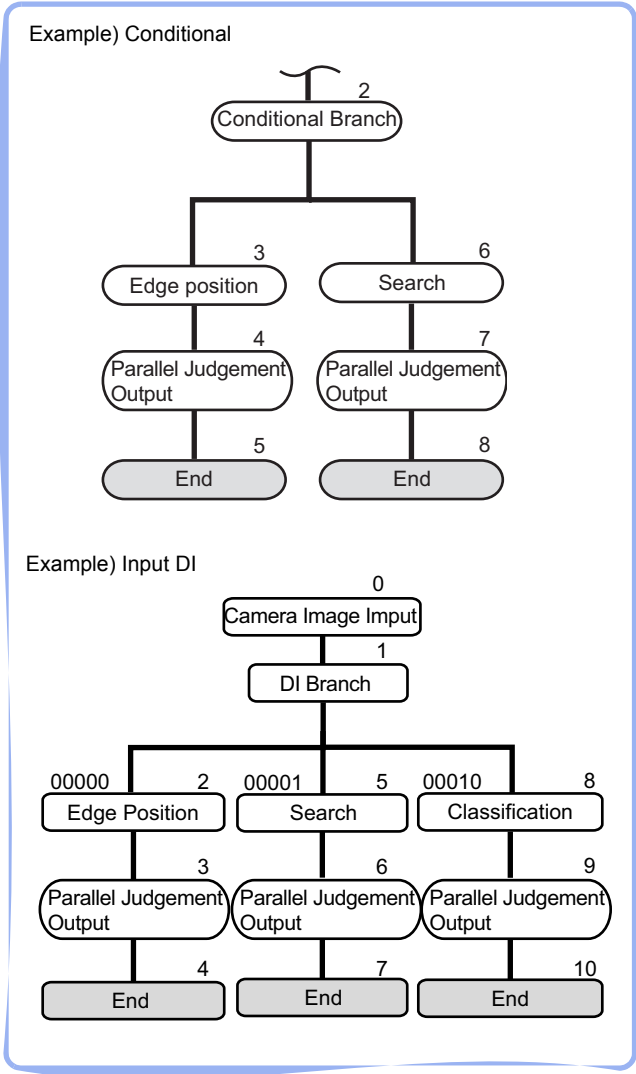 Example) Conditional
2
Conditional Branch
3
6
Edge position
Search
4
7
Parallel Judgement
Output
Parallel Judgement
Output
5
8
End
End
Example) Input DI
0
Camera Image Imput
1
DI Branch
00000 2
00001 5
00010 8
Edge Position
Search
Classification
3
6
9
Parallel Judgement
Output
Parallel Judgement
Output
Parallel Judgement
Output
4
7
10
End
End
End